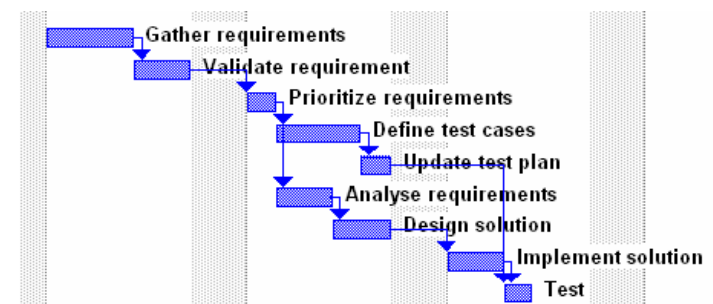 Gather requirements
Validate requirement
Prioritize requirements
Define test cases
Update test plan
Analyse requirements
Design solution
Implement solution
Test